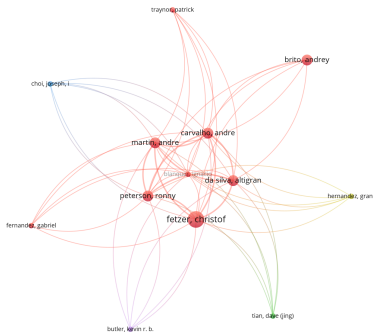 traynor, patrick
brito, andrey
choi, joseph, i
carvalho, andre
martin, andre
da silva, altigran
peterson, ronny
hernandez, gran
fetzer, christof
fernandez, gabriel
tian, dave (jing)
butler, kevin r. b.